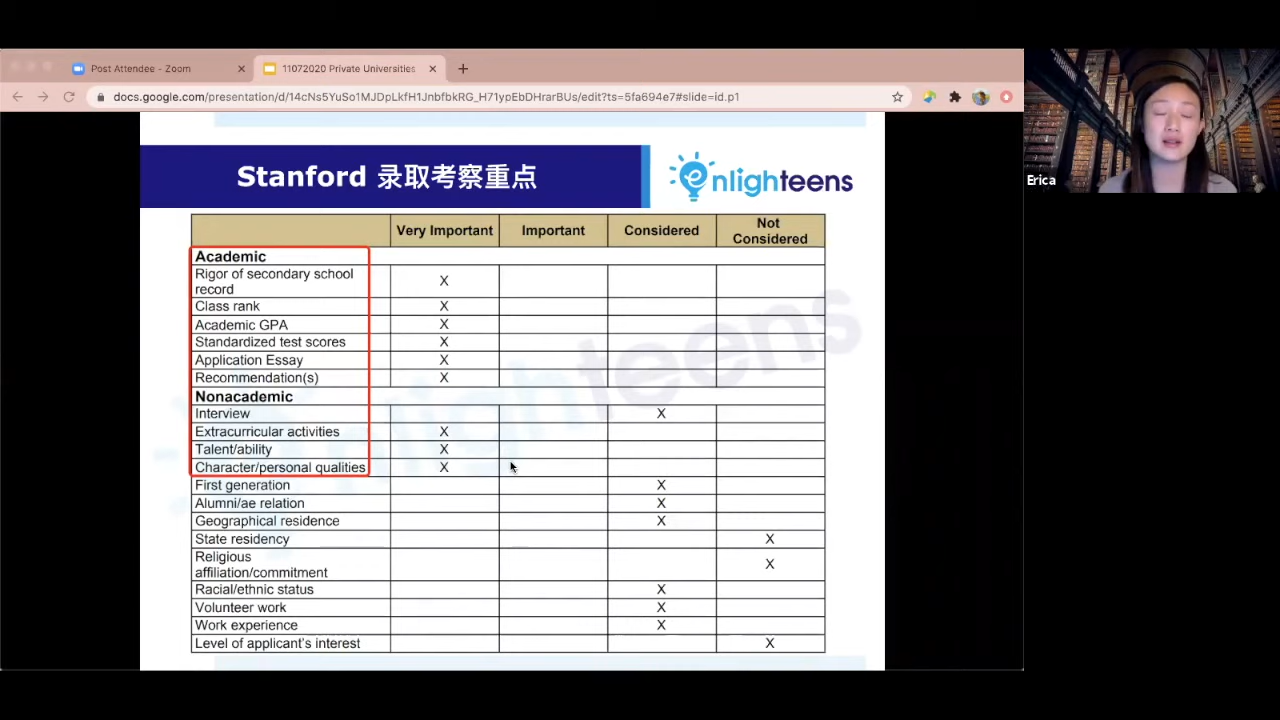 Post Attendee - Zoom
11072020 Private Universities
docs.google.com/presentation/d/14cNs5YuSo1MJDpLkfH1JnbfbkRG_H71ypEbDHrarBUs/edit?ts=5fa694e7#slide=id.p1
Stanford 录取考察重点
enlighteens
Erica
Very Important Important Considered Not Considered
Academic
Rigor of secondary school
record X
Class rank X
Academic GPA X
Standardized test scores X
Application Essay X
Recommendation(s) X
Nonacademic
Interview X
Extracurricular activities X
Talent/ability X
Character/personal qualities X
First generation X
Alumni/ae relation X
Geographical residence X
State residency X
Religious
affiliation/commitment X
Racial/ethnic status X
Volunteer work X
Work experience X
Level of applicant's interest X
enlighteens